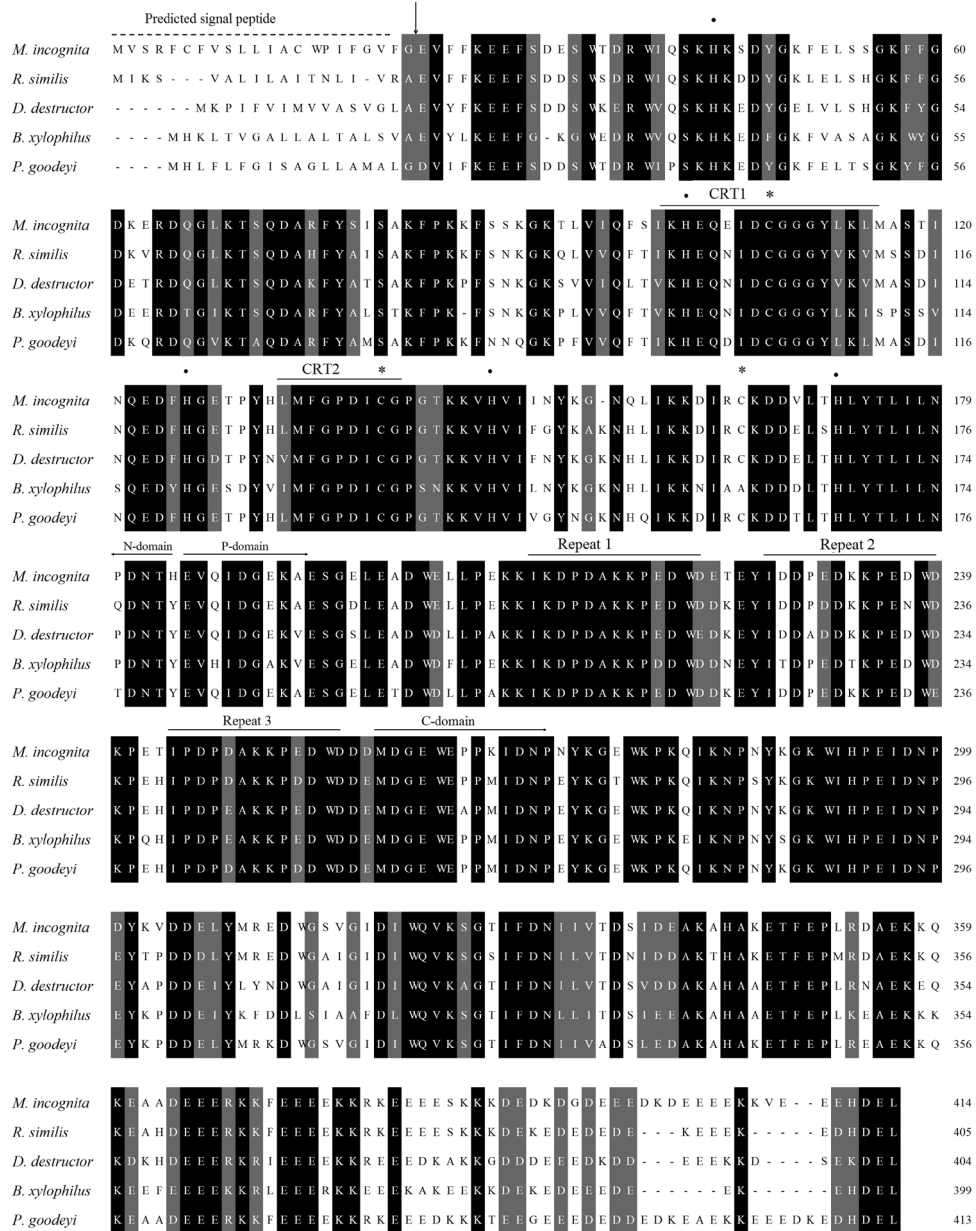 Predicted signal peptide
•
M. incognita M V S R F C F V S L L I A C W P I F G V F G E V F F K E E F S D E S W T D R W I Q S K H K S D Y G K F E L S S G K F F G 60
R. similis M I K S - - - V A L I L A I T N L I - V R A E V F F K E E F S D D S W S D R W I Q S K H K D D Y G K L E L S H G K F F G 56
D. destructor - - - - - - M K P I F V I M V V A S V G L A E V Y F K E E F S D D S W K E R W V Q S K H K E D Y G E L V L S H G K F Y G 54
B. xylophilus - - - - M H K L T V G A L L A L T A L S V A E V Y L K E E F G - K G W E D R W V Q S K H K E D F G K F V A S A G K W Y G 55
P. goodeyi - - - - M H L F L F G I S A G L L A M A L G D V I F K E E F S D D S W T D R W I P S K H K E D Y G K F E L T S G K Y F G 56
• CRT1 *
M. incognita D K E R D Q G L K T S Q D A R F Y S I S A K F P K K F S S K G K T L V I Q F S I K H E Q E I D C G G G Y L K L M A S T I 120
R. similis D K V R D Q G L K T S Q D A H F Y A I S A K F P K K F S N K G K Q L V V Q F T I K H E Q N I D C G G G Y V K V M S S D I 116
D. destructor D E T R D Q G L K T S Q D A K F Y A T S A K F P K P F S N K G K S V V I Q L T V K H E Q N I D C G G G Y V K V M A S D I 114
B. xylophilus D E E R D T G I K T S Q D A R F Y A L S T K F P K - F S N K G K P L V V Q F T V K H E Q N I D C G G G Y L K I S P S S V 114
P. goodeyi D K Q R D Q G V K T A Q D A R F Y A M S A K F P K K F N N Q G K P F V V Q F T I K H E Q D I D C G G G Y L K L M A S D I 116
• CRT2 * • * •
M. incognita N Q E D F H G E T P Y H L M F G P D I C G P G T K K V H V I I N Y K G - N Q L I K K D I R C K D D V L T H L Y T L I L N 179
R. similis N Q E D F H G E T P Y H L M F G P D I C G P G T K K V H V I F G Y K A K N H L I K K D I R C K D D E L S H L Y T L I L N 176
D. destructor N Q E D F H G D T P Y N V M F G P D I C G P G T K K V H V I F N Y K G K N H L I K K D I R C K D D E L T H L Y T L I L N 174
B. xylophilus S Q E D Y H G E S D Y V I M F G P D I C G P S N K K V H V I L N Y K G K N H L I K K N I A A K D D D L T H L Y T L I L N 174
P. goodeyi N Q E D F H G E T P Y H L M F G P D I C G P G T K K V H V I V G Y N G K N H Q I K K D I R C K D D T L T H L Y T L I L N 176
N-domain P-domain Repeat 1 Repeat 2
M. incognita P D N T H E V Q I D G E K A E S G E L E A D W E L L P E K K I K D P D A K K P E D W D E T E Y I D D P E D K K P E D W D 239
R. similis Q D N T Y E V Q I D G E K A E S G D L E A D W E L L P E K K I K D P D A K K P E D W D D K E Y I D D P D D K K P E N W D 236
D. destructor P D N T Y E V Q I D G E K V E S G S L E A D W D L L P A K K I K D P D A K K P E D W E D K E Y I D D A D D K K P E D W D 234
B. xylophilus P D N T Y E V H I D G A K V E S G E L E A D W D F L P E K K I K D P D A K K P D D W D D N E Y I T D P E D T K P E D W D 234
P. goodeyi T D N T Y E V Q I D G E K A E S G E L E T D W D L L P A K K I K D P D A K K P E D W D D K E Y I D D P E D K K P E D W E 236
Repeat 3 C-domain
M. incognita K P E T I P D P D A K K P E D W D D D M D G E W E P P K I D N P N Y K G E W K P K Q I K N P N Y K G K W I H P E I D N P 299
R. similis K P E H I P D P D A K K P D D W D D E M D G E W E P P M I D N P E Y K G T W K P K Q I K N P S Y K G K W I H P E I D N P 296
D. destructor K P E H I P D P E A K K P E D W D D E M D G E W E A P M I D N P E Y K G E W K P K Q I K N P N Y K G K W I H P E I D N P 294
B. xylophilus K P Q H I P D P E A K K P E D W D D E M D G E W E P P M I D N P E Y K G E W K P K E I K N P N Y S G K W I H P E I D N P 294
P. goodeyi K P E H I P D P D A K K P D D W D D E M D G E W E P P M I D N P E Y K G E W K P K Q I K N P N Y K G K W I H P E I D N P 296
M. incognita D Y K V D D E L Y M R E D W G S V G I D I W Q V K S G T I F D N I I V T D S I D E A K A H A K E T F E P L R D A E K K Q 359
R. similis E Y T P D D D L Y M R E D W G A I G I D I W Q V K S G S I F D N I L V T D N I D D A K T H A K E T F E P M R D A E K K Q 356
D. destructor E Y A P D D E I Y L Y N D W G A I G I D I W Q V K A G T I F D N I L V T D S V D D A K A H A A E T F E P L R N A E K E Q 354
B. xylophilus E Y K P D D E I Y K F D D L S I A A F D L W Q V K S G T I F D N L L I T D S I E E A K A H A A E T F E P L K E A E K K K 354
P. goodeyi E Y K P D D E L Y M R K D W G S V G I D I W Q V K S G T I F D N I I V A D S L E D A K A H A K E T F E P L R E A E K K Q 356
M. incognita K E A A D E E E R K K F E E E E K K R K E E E E S K K K D E D K D G D E E E D K D E E E E K K V E - - E E H D E L 414
R. similis K E A H D E E E R K K F E E E E K K R K E E E E S K K K D E K E D E D E D E - - - K E E E K - - - - - E D H D E L 405
D. destructor K D K H D E E E R K R I E E E E K K R E E E D K A K K G D D D E E E D K D D - - - E E E K K D - - - - S E K D E L 404
B. xylophilus K E E F E E E E K K R L E E E R K K E E E K A K E E K K D K E D E E E D E - - - - - - E K - - - - - - E H D E L 399
P. goodeyi K E A A D E E E R K K F E E E E K K R K E E E D K K K T E E G E E D E D D E D K E A E K K E E E D K E D H D E L 415